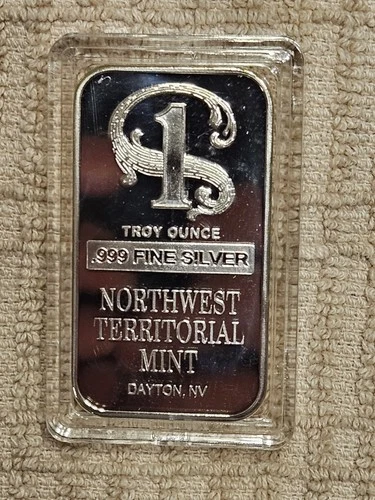 1
TROY OUNCE
.999 FINE SILVER
NORTHWEST
TERRITORIAL
MINT
DAYTON, NV